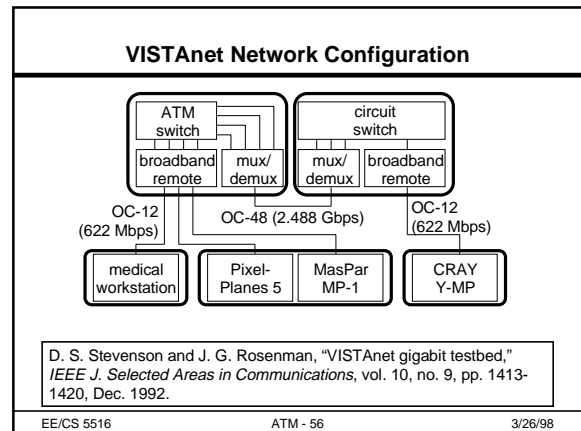 VISTAnet Network Configuration
ATM
switch
circuit
switch
broadband
remote
mux/
demux
mux/
demux
broadband
remote
OC-12
(622 Mbps)
OC-48 (2.488 Gbps)
OC-12
(622 Mbps)
medical
workstation
Pixel-
Planes 5
MasPar
MP-1
CRAY
Y-MP
D. S. Stevenson and J. G. Rosenman, “VISTAnet gigabit testbed,”
IEEE J. Selected Areas in Communications, vol. 10, no. 9, pp. 1413-
1420, Dec. 1992.
EE/CS 5516 ATM - 56 3/26/98